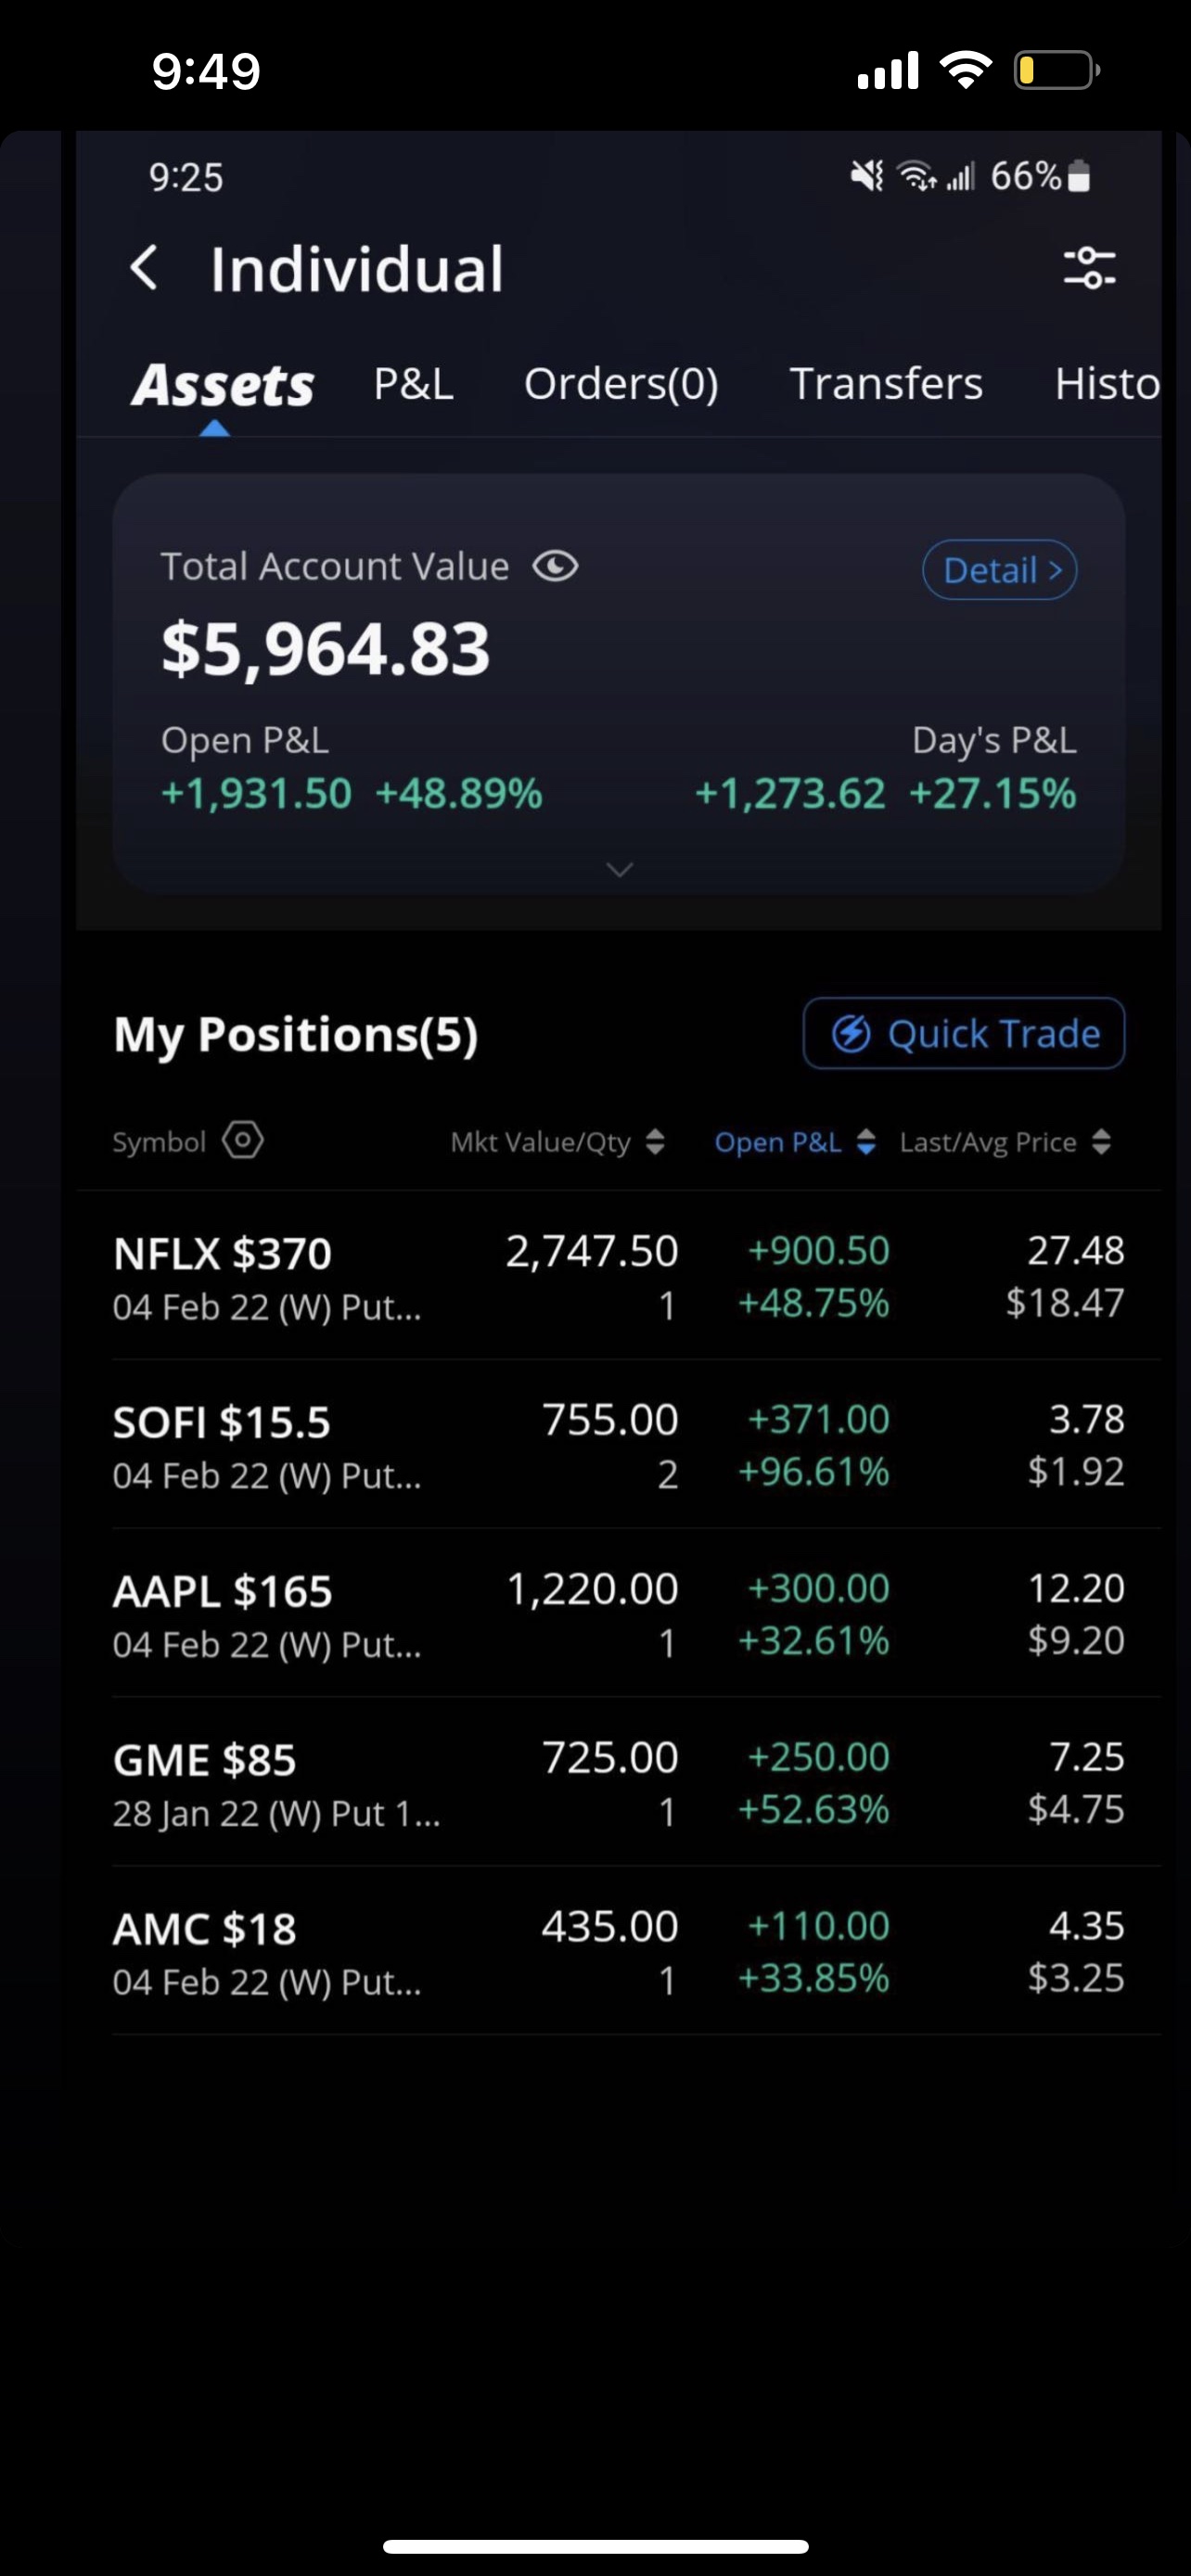 9:49
9:25 66%
Individual
Assets P&L Orders(0) Transfers Histo
Total Account Value Detail >
$5,964.83
Open P&L Day's P&L
+1,931.50 +48.89% +1,273.62 +27.15%
My Positions(5) Quick Trade
Symbol Mkt Value/Qty Open P&L Last/Avg Price
NFLX $370 2,747.50 +900.50 27.48
04 Feb 22 (W) Put... 1 +48.75% $18.47
SOFI $15.5 755.00 +371.00 3.78
04 Feb 22 (W) Put... 2 +96.61% $1.92
AAPL $165 1,220.00 +300.00 12.20
04 Feb 22 (W) Put... 1 +32.61% $9.20
GME $85 725.00 +250.00 7.25
28 Jan 22 (W) Put 1... 1 +52.63% $4.75
AMC $18 435.00 +110.00 4.35
04 Feb 22 (W) Put... 1 +33.85% $3.25